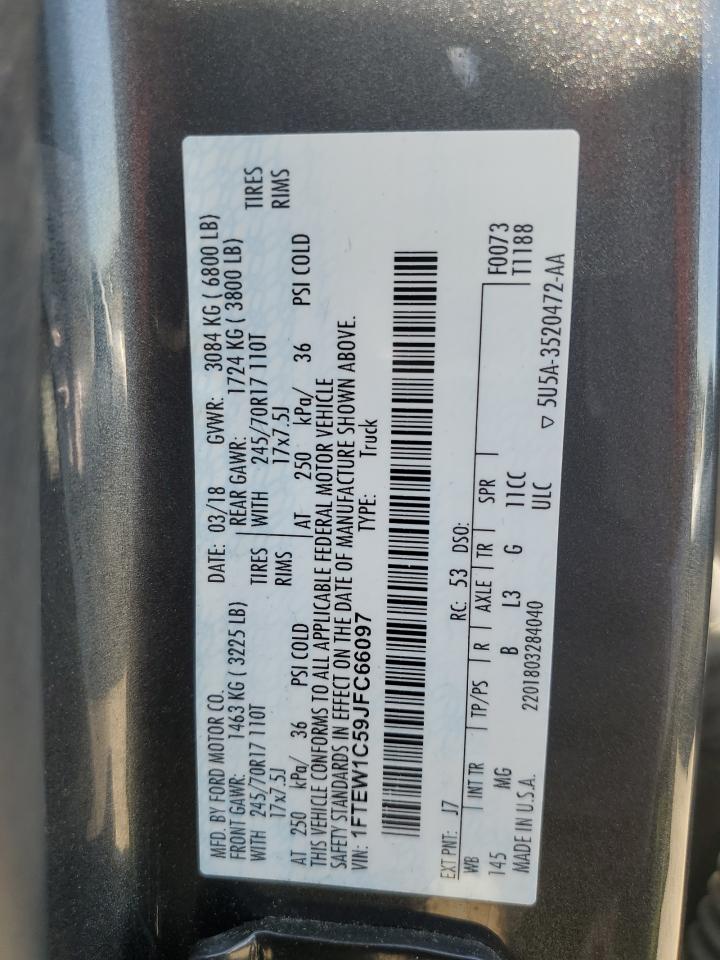 MFD. BY FORD MOTOR CO. DATE: 03/18 GVWR: 3084 KG ( 6800 LB)
FRONT GAWR: 1463 KG ( 3225 LB) REAR GAWR: 1724 KG ( 3800 LB)
WITH 245/70R17 110T TIRES WITH 245/70R17 110T TIRES
17x7.5J RIMS 17x7.5J RIMS
AT 250 kPa/ 36 PSI COLD AT 250 kPa/ 36 PSI COLD
THIS VEHICLE CONFORMS TO ALL APPLICABLE FEDERAL MOTOR VEHICLE
SAFETY STANDARDS IN EFFECT ON THE DATE OF MANUFACTURE SHOWN ABOVE.
VIN: 1FTEW1C59JFC66097 TYPE: Truck
EXT PNT: J7 RC: 53 DSO:
WB INT TR TP/PS R AXLE TR SPR F0073
145 MG B L3 G 11CC T1188
ULC
MADE IN U.S.A. 2201803284040 ▽ 5U5A-3520472-AA